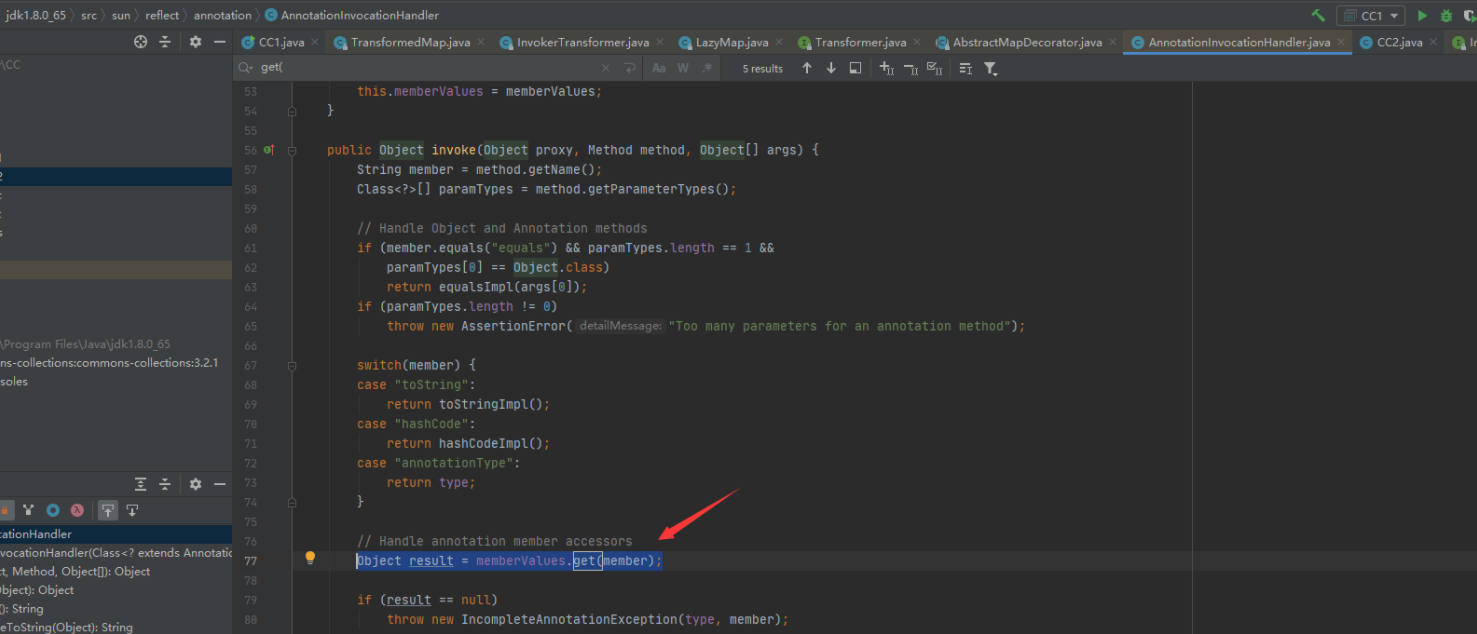 jdk1.8.0_65 › src › sun › reflect › annotation › AnnotationInvocationHandler
CC1
CC1.java × TransformedMap.java × InvokerTransformer.java × LazyMap.java × Transformer.java × AbstractMapDecorator.java × AnnotationInvocationHandler.java × CC2.java ×
\CC
get( × Aa W .* 5 results
53 this.memberValues = memberValues;
54 }
55
56 public Object invoke(Object proxy, Method method, Object[] args) {
57 String member = method.getName();
58 Class<?>[] paramTypes = method.getParameterTypes();
59
60 // Handle Object and Annotation methods
61 if (member.equals("equals") && paramTypes.length == 1 &&
62 paramTypes[0] == Object.class)
63 return equalsImpl(args[0]);
64 if (paramTypes.length != 0)
65 throw new AssertionError( detailMessage: "Too many parameters for an annotation method");
66
67 switch(member) {
68 case "toString":
69 return toStringImpl();
70 case "hashCode":
71 return hashCodeImpl();
72 case "annotationType":
73 return type;
74 }
75
76 // Handle annotation member accessors
77 Object result = memberValues.get(member);
78
79 if (result == null)
80 throw new IncompleteAnnotationException(type, member);
\Program Files\Java\jdk1.8.0_65
ns-collections:commons-collections:3.2.1
soles
ationHandler
vocationHandler(Class<? extends Annotatic
ct, Method, Object[]): Object
bject): Object
(): String
eToString(Object): String